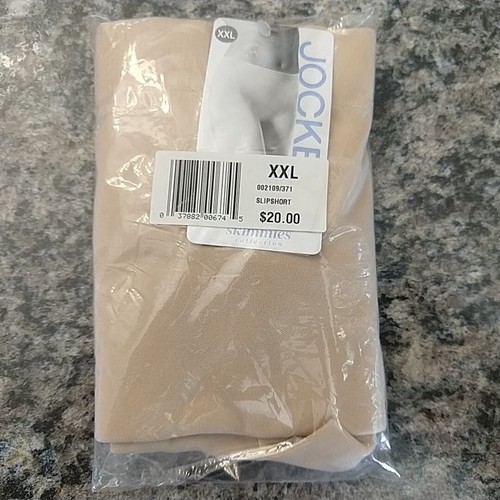 XXL
JOCKE
XXL
002109/371
SLIPSHORT
0 37882 00674 5
$20.00
skimmies
collection